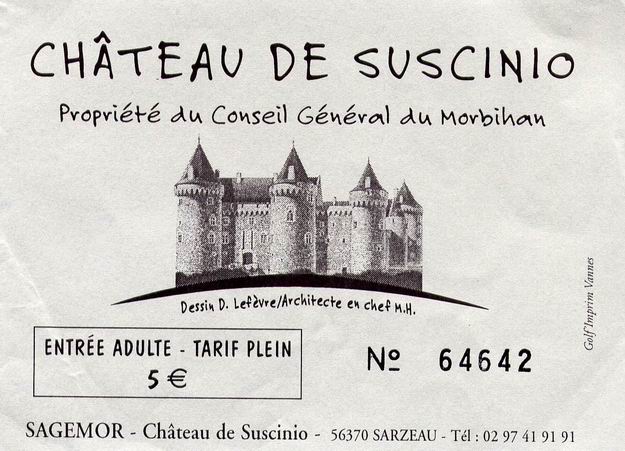 CHÂTEAU DE SUSCINIO
Propriété du Conseil Général du Morbihan
Dessin D. Lefèvre/Architecte en chef M.H.
ENTRÉE ADULTE - TARIF PLEIN
5 €
Nº 64642
Golf Imprim Vannes
SAGEMOR - Château de Suscinio - 56370 SARZEAU - Tél : 02 97 41 91 91